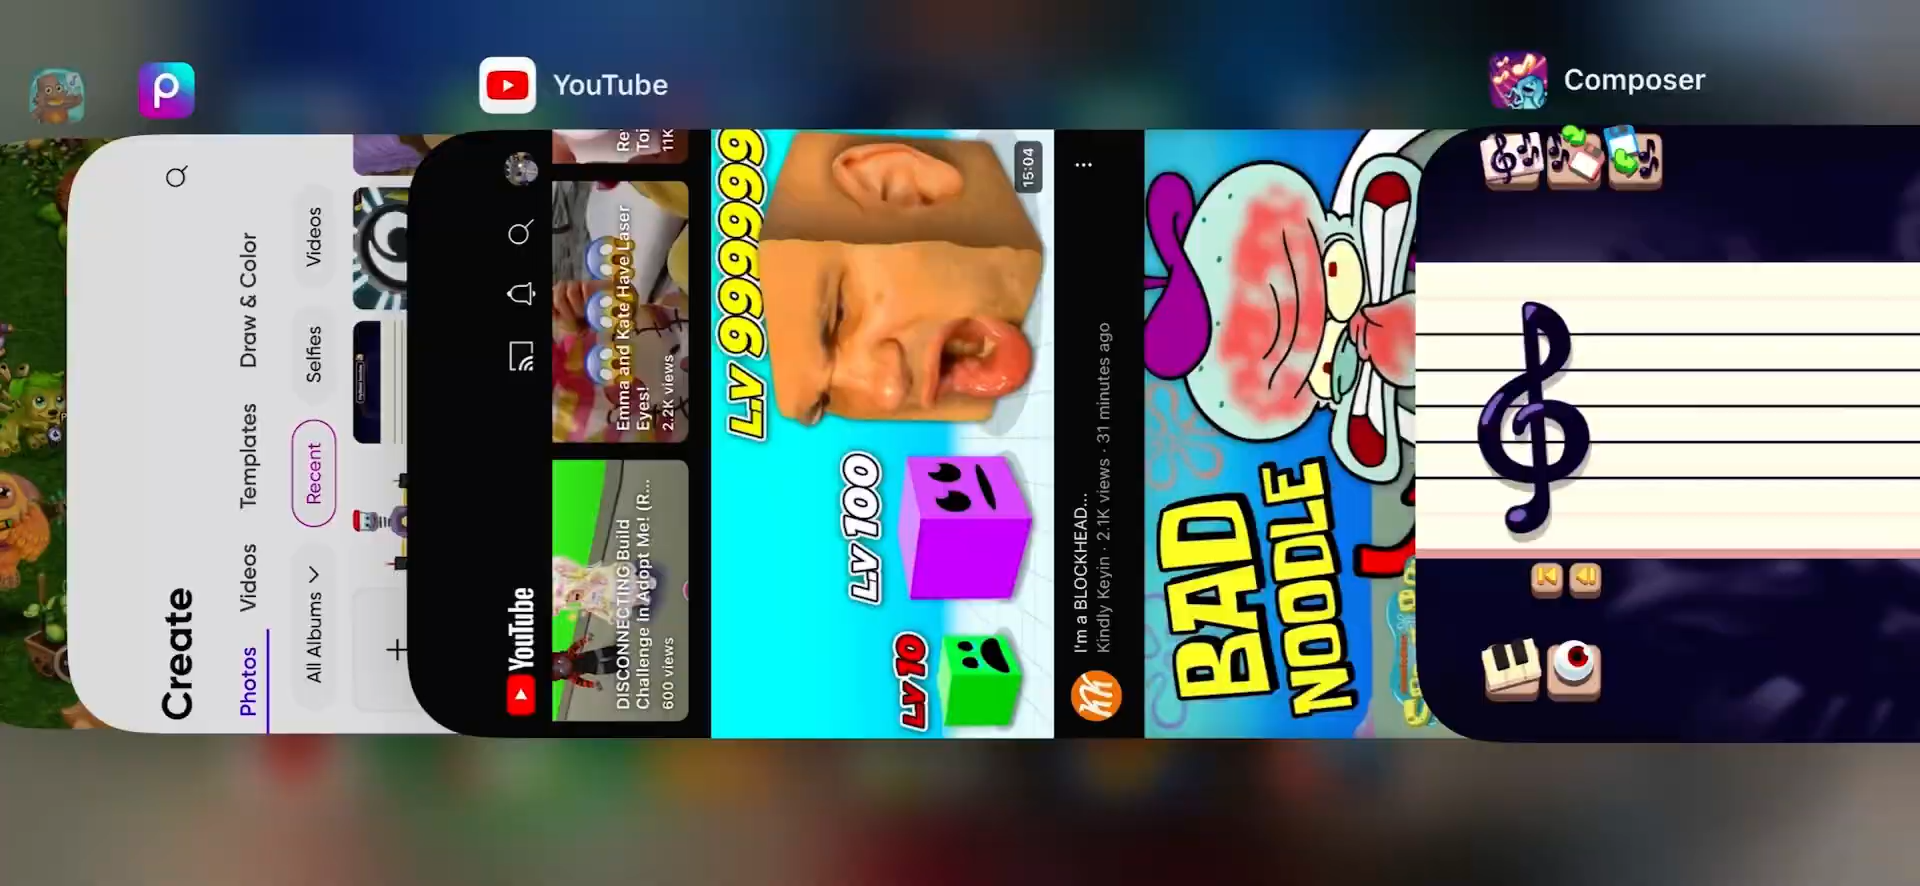 YouTube
Composer
Create
Photos
Videos
Templates
Draw & Color
All Albums
Recent
Selfies
Videos
YouTube
DISCONNECTING Build
Challenge in Adopt Me! (R...
600 views
Emma and Kate Have Laser
Eyes!
2.2K views
11K
LV 9999999
LV 100
LV 10
15:04
I'm a BLOCKHEAD...
Kindly Keyin · 2.1K views · 31 minutes ago
KK
BAD
NOODLE